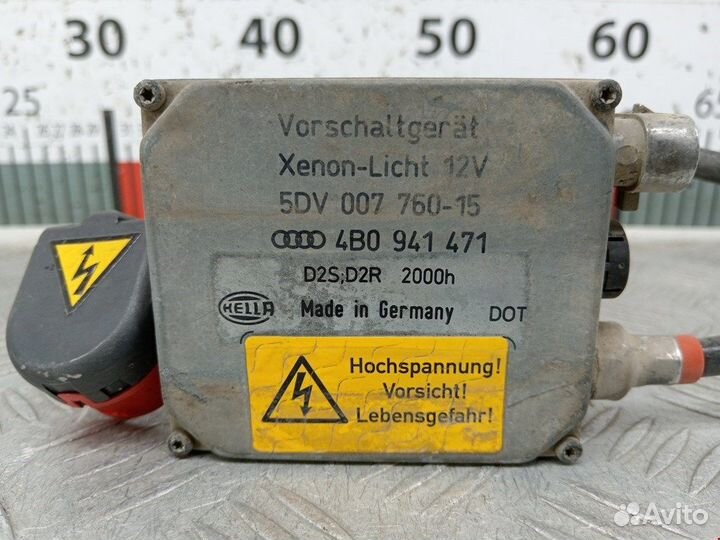 30 40 50 60
25 65
Vorschaltgerät
Xenon-Licht 12V
5DV 007 760-15
4B0 941 471
D2S;D2R 2000h
HELLA Made in Germany DOT
Hochspannung!
Vorsicht!
Lebensgefahr!
Avito